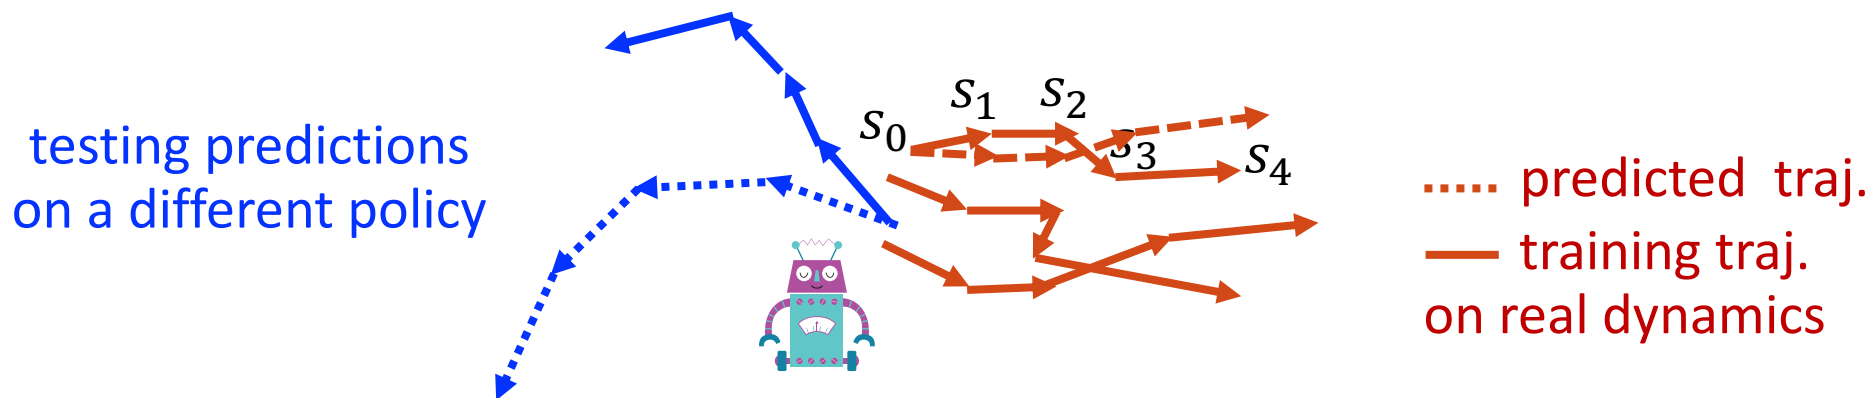 testing predictions
on a different policy
s₀ s₁ s₂ s₃ s₄
predicted traj.
training traj.
on real dynamics